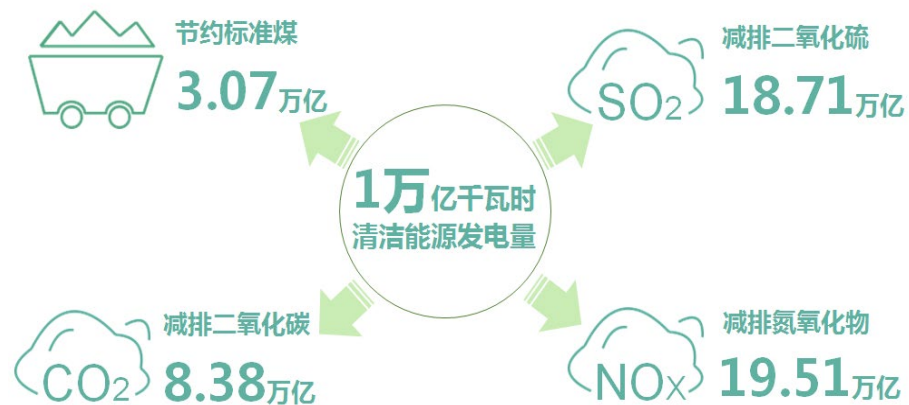 节约标准煤
3.07万亿
减排二氧化硫
18.71万亿
SO2
1万亿千瓦时
清洁能源发电量
减排二氧化碳
8.38万亿
CO2
减排氮氧化物
19.51万亿
NOX